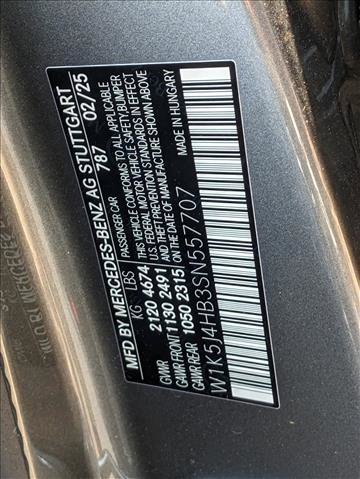 MFD BY MERCEDES-BENZ AG STUTTGART
787 02/25
KG LBS
PASSENGER CAR
GVWR 2120 4674
GAWR FRONT 1130 2491
GAWR REAR 1050 2315
THIS VEHICLE CONFORMS TO ALL APPLICABLE
U.S. FEDERAL MOTOR VEHICLE SAFETY, BUMPER
AND THEFT PREVENTION STANDARDS IN EFFECT
ON THE DATE OF MANUFACTURE SHOWN ABOVE
MADE IN HUNGARY
W1K5J4HB3SN557707